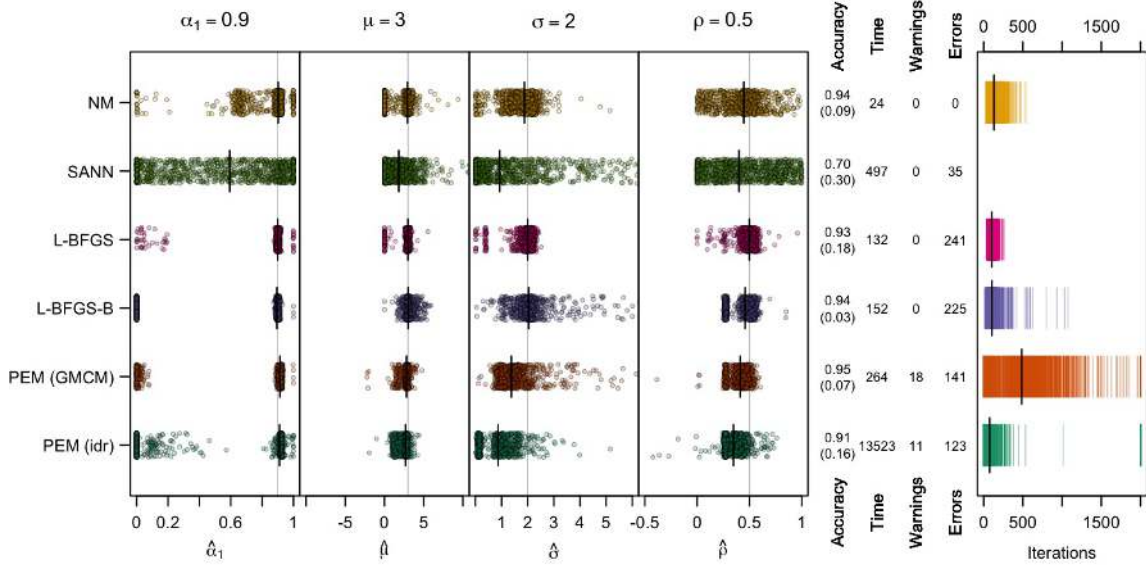 α₁ = 0.9 μ = 3 σ = 2 ρ = 0.5 Accuracy Time Warnings Errors 0 500 1500
NM 0.94 (0.09) 24 0 0
SANN 0.70 (0.30) 497 0 35
L-BFGS 0.93 (0.18) 132 0 241
L-BFGS-B 0.94 (0.03) 152 0 225
PEM (GMCM) 0.95 (0.07) 264 18 141
PEM (idr) 0.91 (0.16) 13523 11 123
0 0.2 0.6 1 -5 0 5 0 1 2 3 4 5 6 -0.5 0 0.5 1 Accuracy Time Warnings Errors 0 500 1500
α̂₁ μ̂ σ̂ ρ̂ Iterations